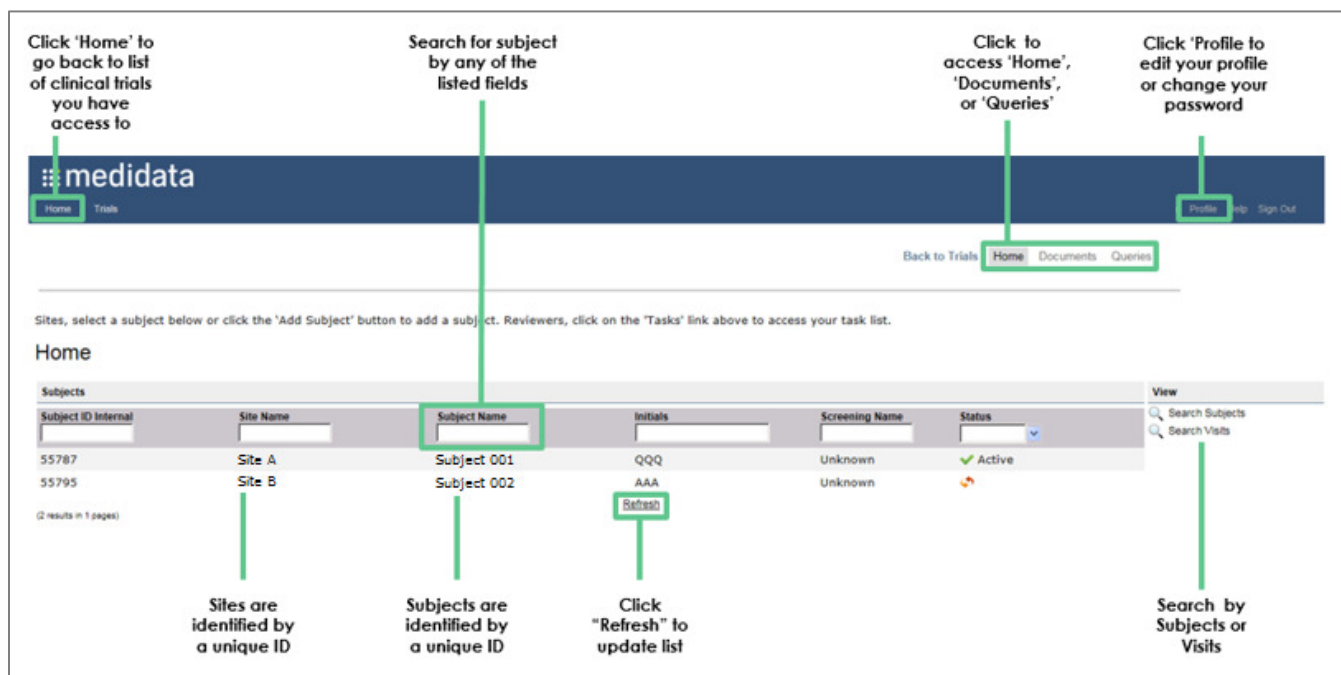 Click 'Home' to
go back to list
of clinical trials
you have
access to
Search for subject
by any of the
listed fields
Click to
access 'Home',
'Documents',
or 'Queries'
Click 'Profile to
edit your profile
or change your
password
medidata
Home Trials
Profile Help Sign Out
Back to Trials Home Documents Queries
Sites, select a subject below or click the 'Add Subject' button to add a subject. Reviewers, click on the 'Tasks' link above to access your task list.
Home
Subjects
View
Subject ID Internal Site Name Subject Name Initials Screening Name Status
Search Subjects
Search Visits
55787 Site A Subject 001 QQQ Unknown Active
55795 Site B Subject 002 AAA Unknown
Refresh
(2 results in 1 pages)
Sites are
identified by
a unique ID
Subjects are
identified by
a unique ID
Click
"Refresh" to
update list
Search by
Subjects or
Visits